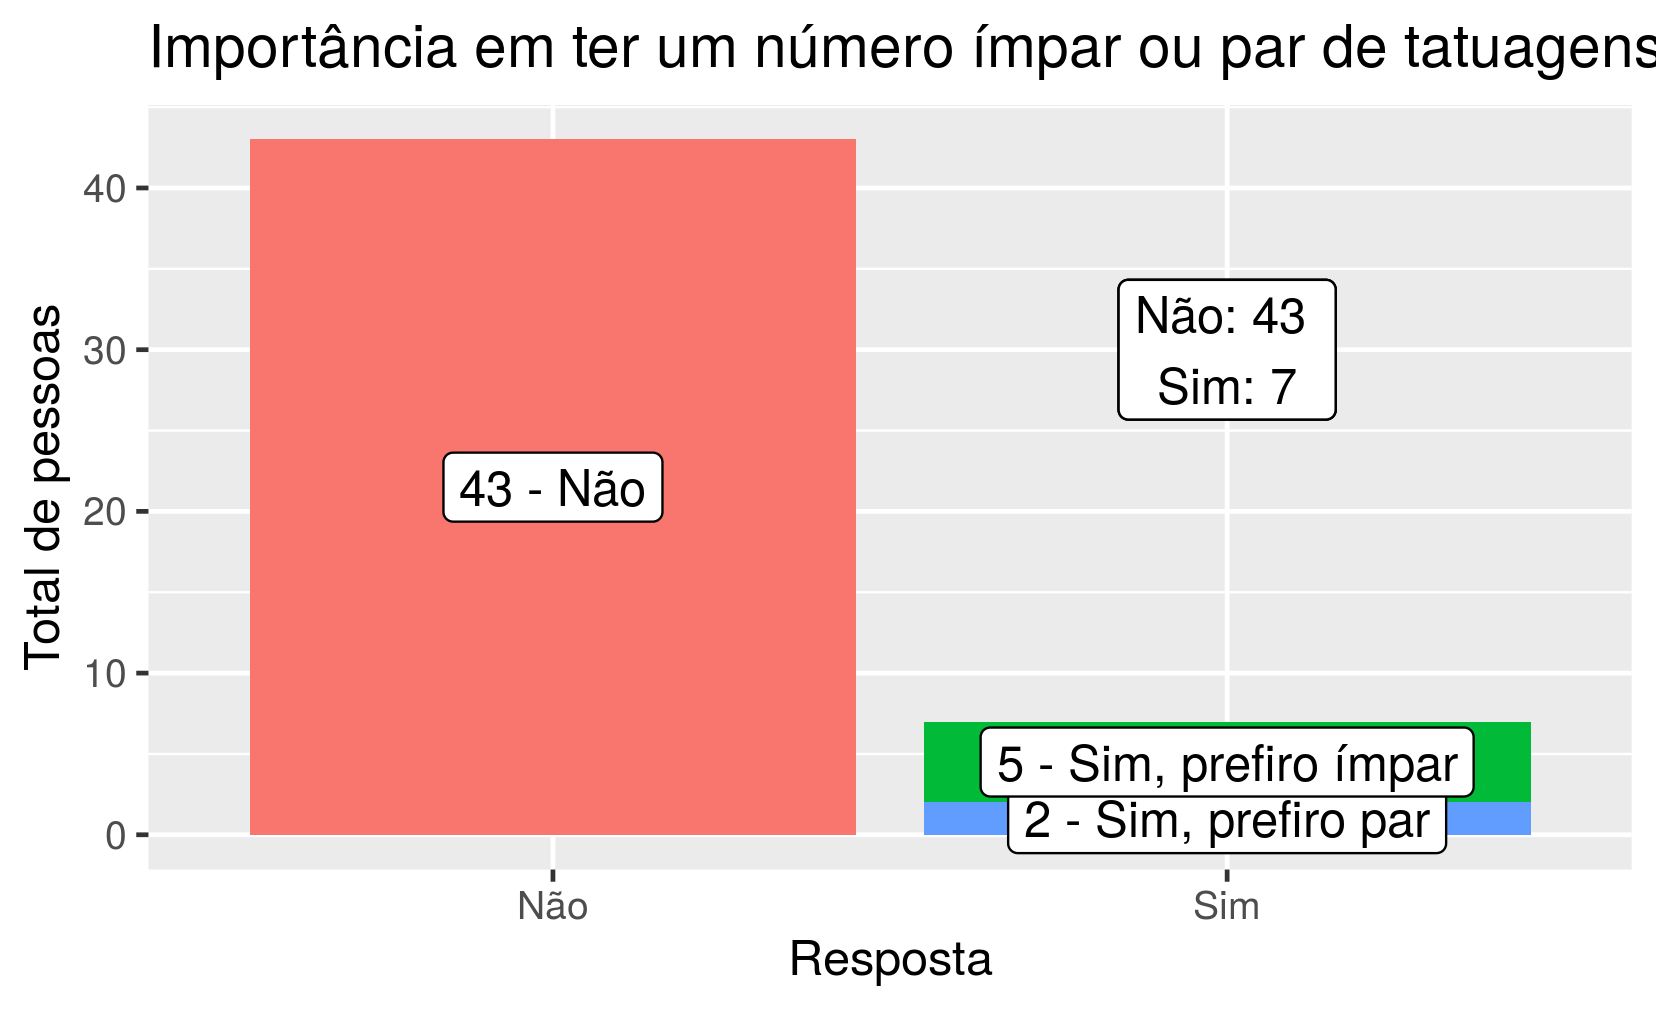 Importância em ter um número ímpar ou par de tatuagens
Total de pessoas
40
30
20
10
0
43 - Não
Não: 43
Sim: 7
5 - Sim, prefiro ímpar
2 - Sim, prefiro par
Não
Sim
Resposta